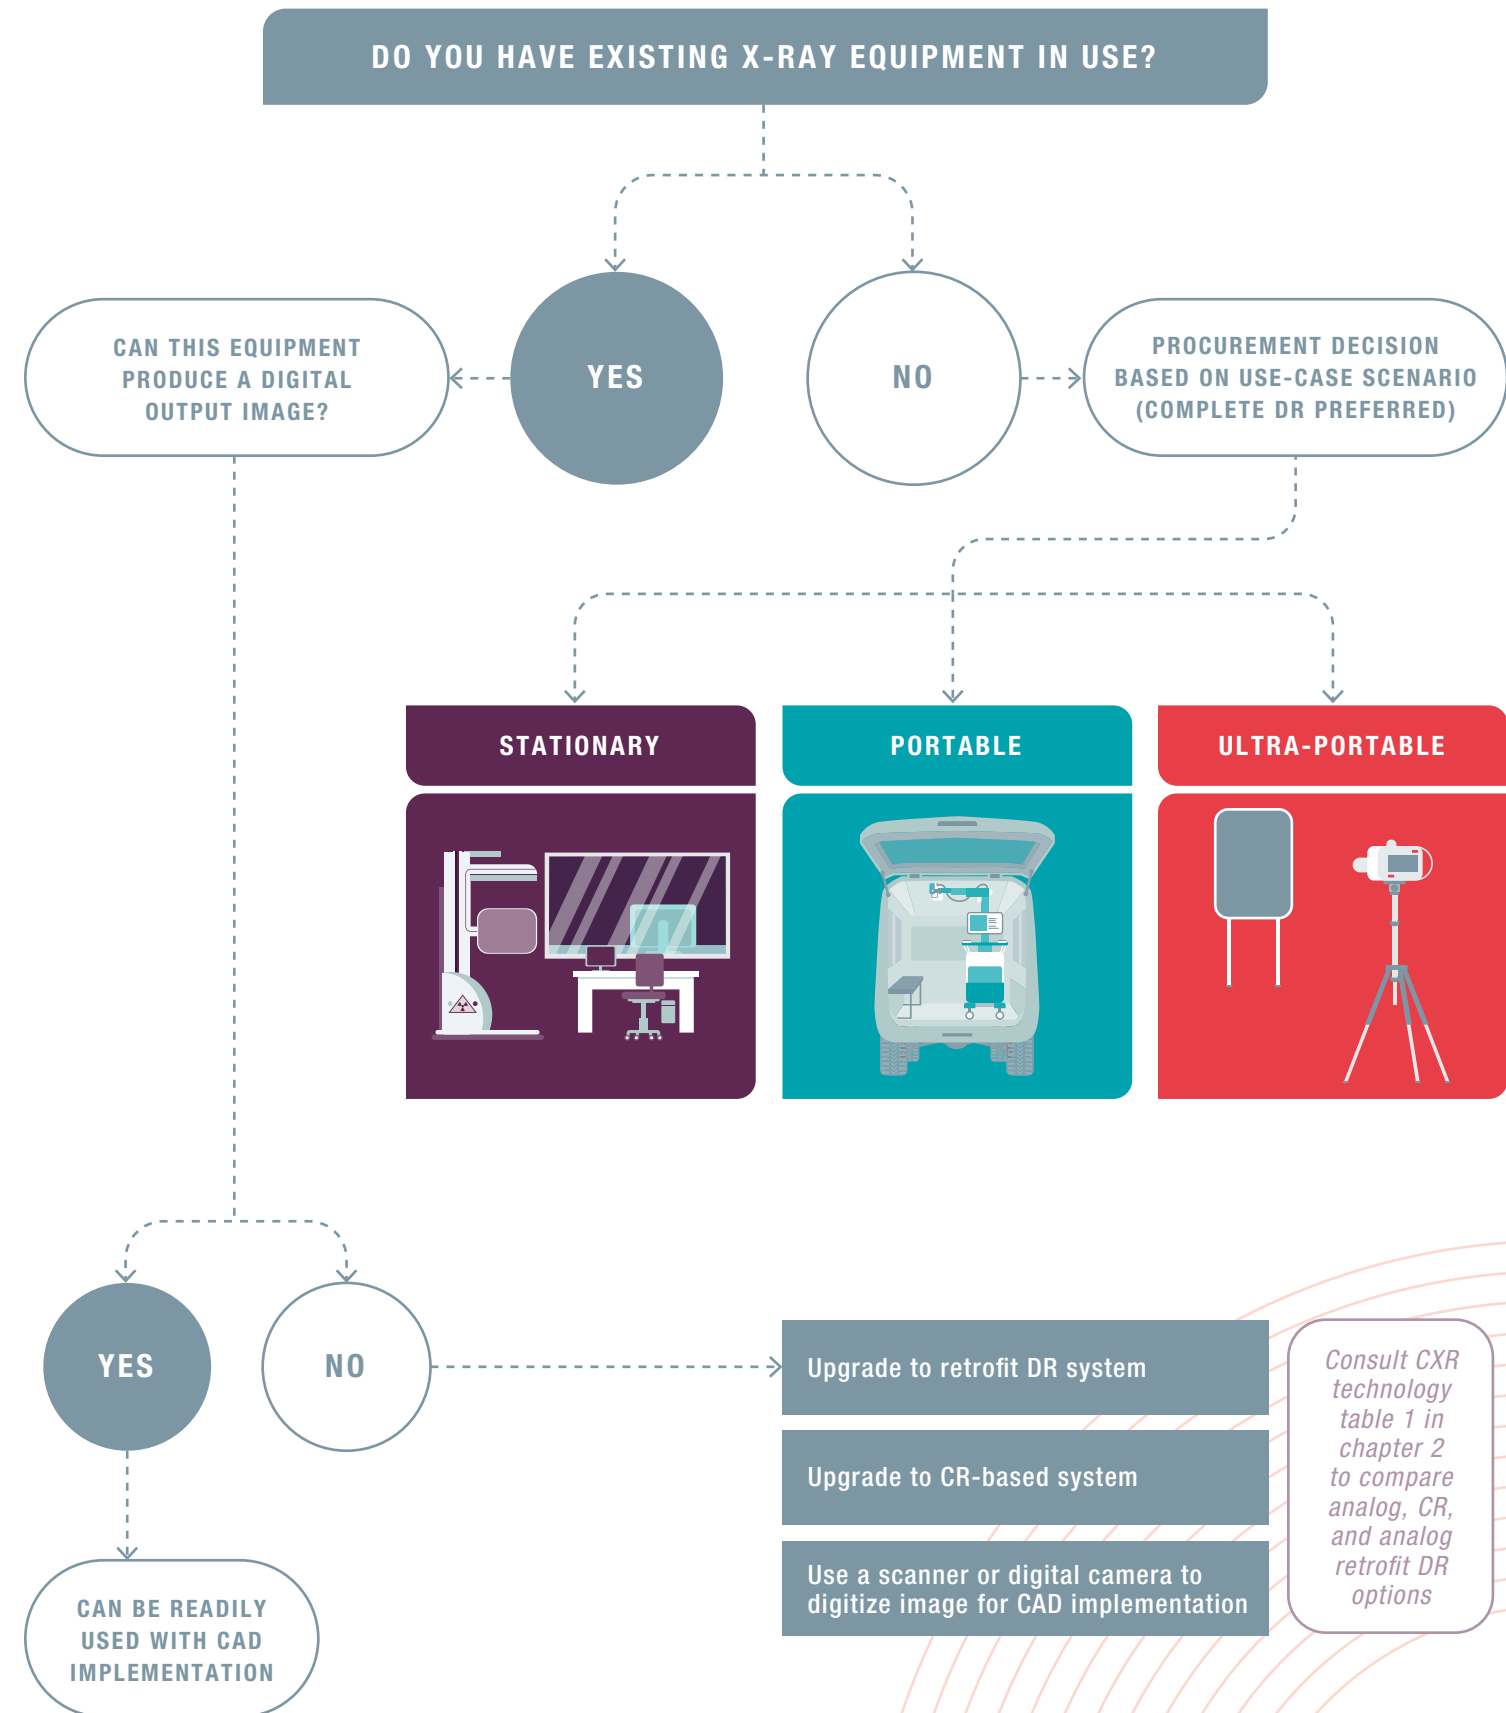 DO YOU HAVE EXISTING X-RAY EQUIPMENT IN USE?
CAN THIS EQUIPMENT
PRODUCE A DIGITAL
OUTPUT IMAGE?
YES
NO
PROCUREMENT DECISION
BASED ON USE-CASE SCENARIO
(COMPLETE DR PREFERRED)
STATIONARY
PORTABLE
ULTRA-PORTABLE
YES
NO
Upgrade to retrofit DR system
Upgrade to CR-based system
Use a scanner or digital camera to
digitize image for CAD implementation
Consult CXR
technology
table 1 in
chapter 2
to compare
analog, CR,
and analog
retrofit DR
options
CAN BE READILY
USED WITH CAD
IMPLEMENTATION